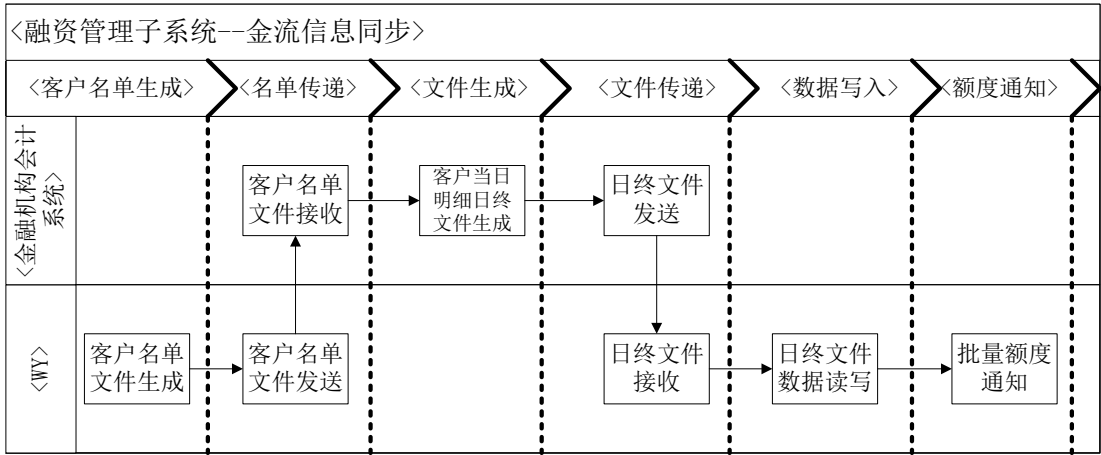 <融资管理子系统--金流信息同步>
<客户名单生成>
<名单传递>
<文件生成>
<文件传递>
<数据写入>
<额度通知>
<金融机构会计
系统>
客户名单
文件接收
客户当日
明细日终
文件生成
日终文件
发送
<WY>
客户名单
文件生成
客户名单
文件发送
日终文件
接收
日终文件
数据读写
批量额度
通知